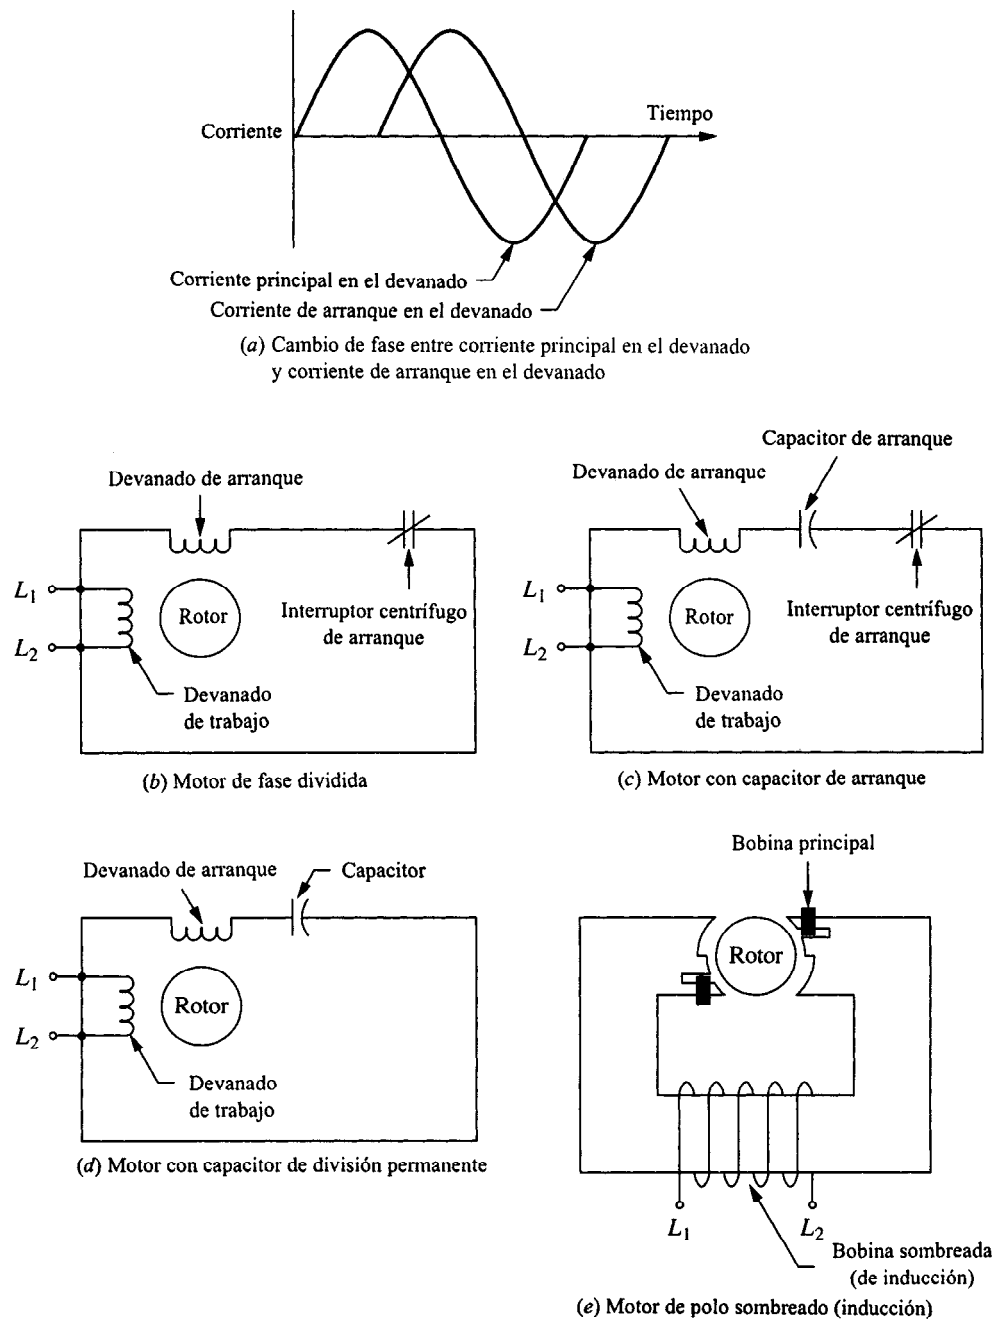 Tiempo
Corriente
Corriente principal en el devanado
Corriente de arranque en el devanado
(a) Cambio de fase entre corriente principal en el devanado
y corriente de arranque en el devanado
Devanado de arranque
L1
L2
Rotor
Interruptor centrífugo
de arranque
Devanado
de trabajo
(b) Motor de fase dividida
Capacitor de arranque
Devanado de arranque
L1
L2
Rotor
Interruptor centrífugo
de arranque
Devanado
de trabajo
(c) Motor con capacitor de arranque
Devanado de arranque
Capacitor
L1
L2
Rotor
Devanado
de trabajo
(d) Motor con capacitor de división permanente
Bobina principal
Rotor
L1
L2
Bobina sombreada
(de inducción)
(e) Motor de polo sombreado (inducción)